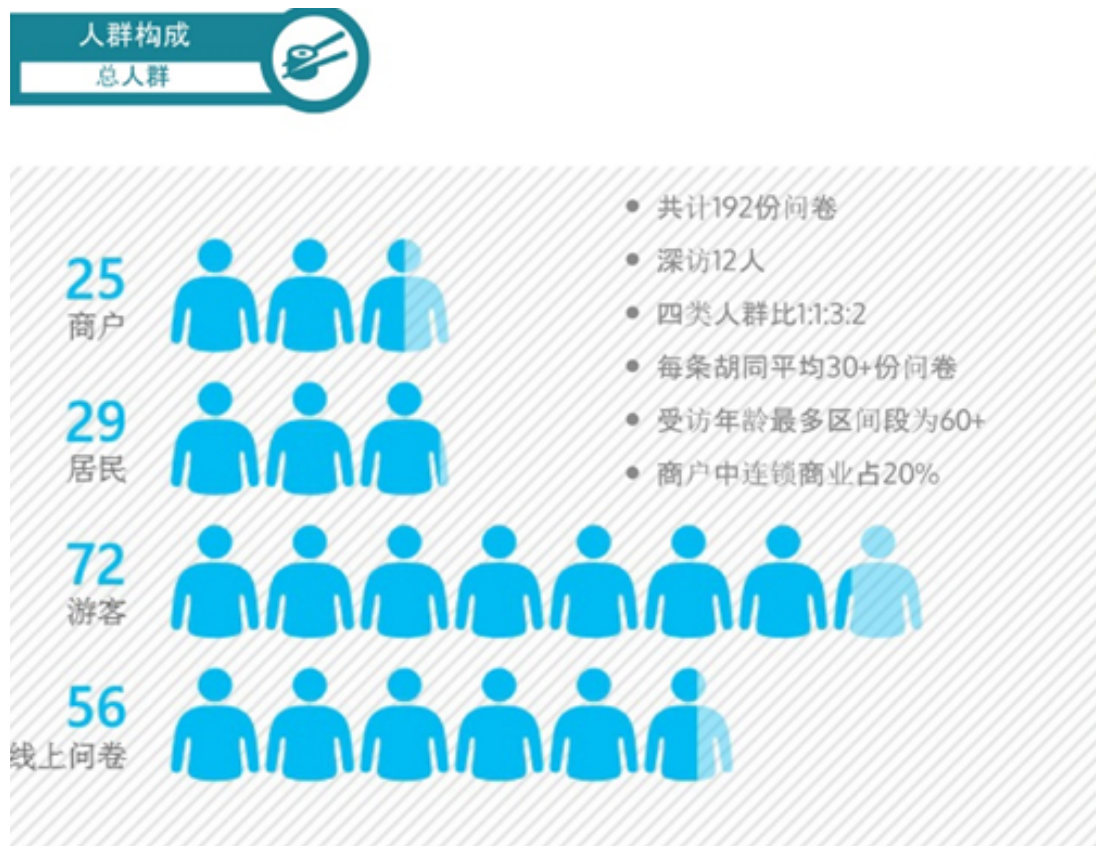 人群构成
总人群
25
商户
29
居民
72
游客
56
线上问卷
共计192份问卷
深访12人
四类人群比1:1:3:2
每条胡同平均30+份问卷
受访年龄最多区间段为60+
商户中连锁商业占20%